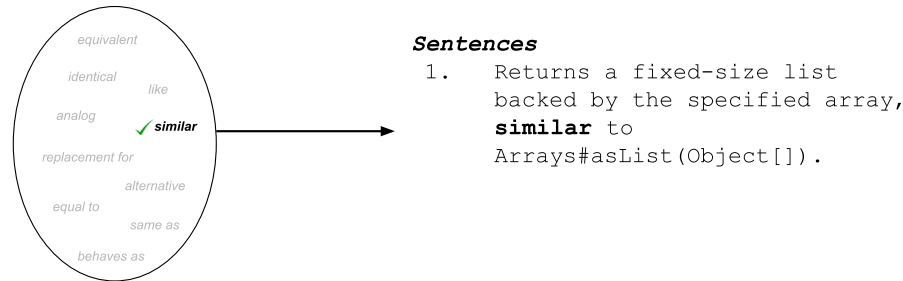 equivalent
identical
like
analog
similar
replacement for
alternative
equal to
same as
behaves as
Sentences
1. Returns a fixed-size list
backed by the specified array,
similar to
Arrays#asList(Object[]).